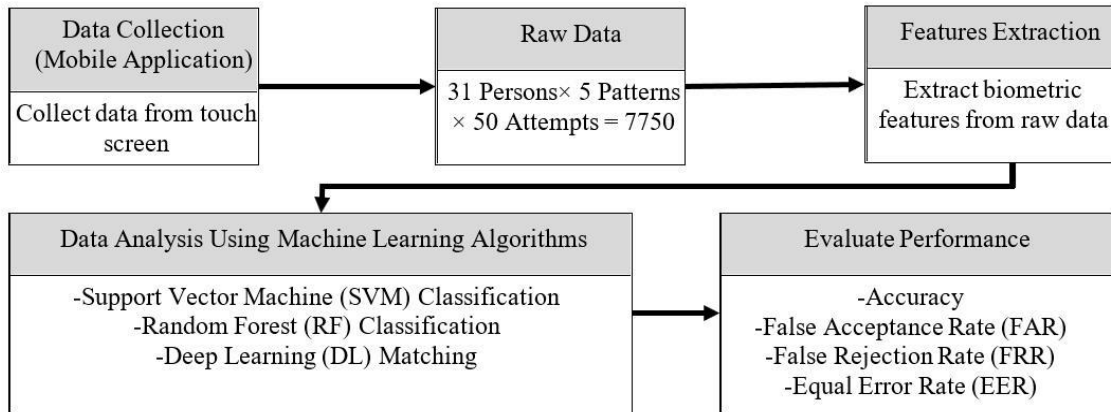 Data Collection
(Mobile Application)
Collect data from touch
screen
Raw Data
31 Persons× 5 Patterns
× 50 Attempts = 7750
Features Extraction
Extract biometric
features from raw data
Data Analysis Using Machine Learning Algorithms
-Support Vector Machine (SVM) Classification
-Random Forest (RF) Classification
-Deep Learning (DL) Matching
Evaluate Performance
-Accuracy
-False Acceptance Rate (FAR)
-False Rejection Rate (FRR)
-Equal Error Rate (EER)